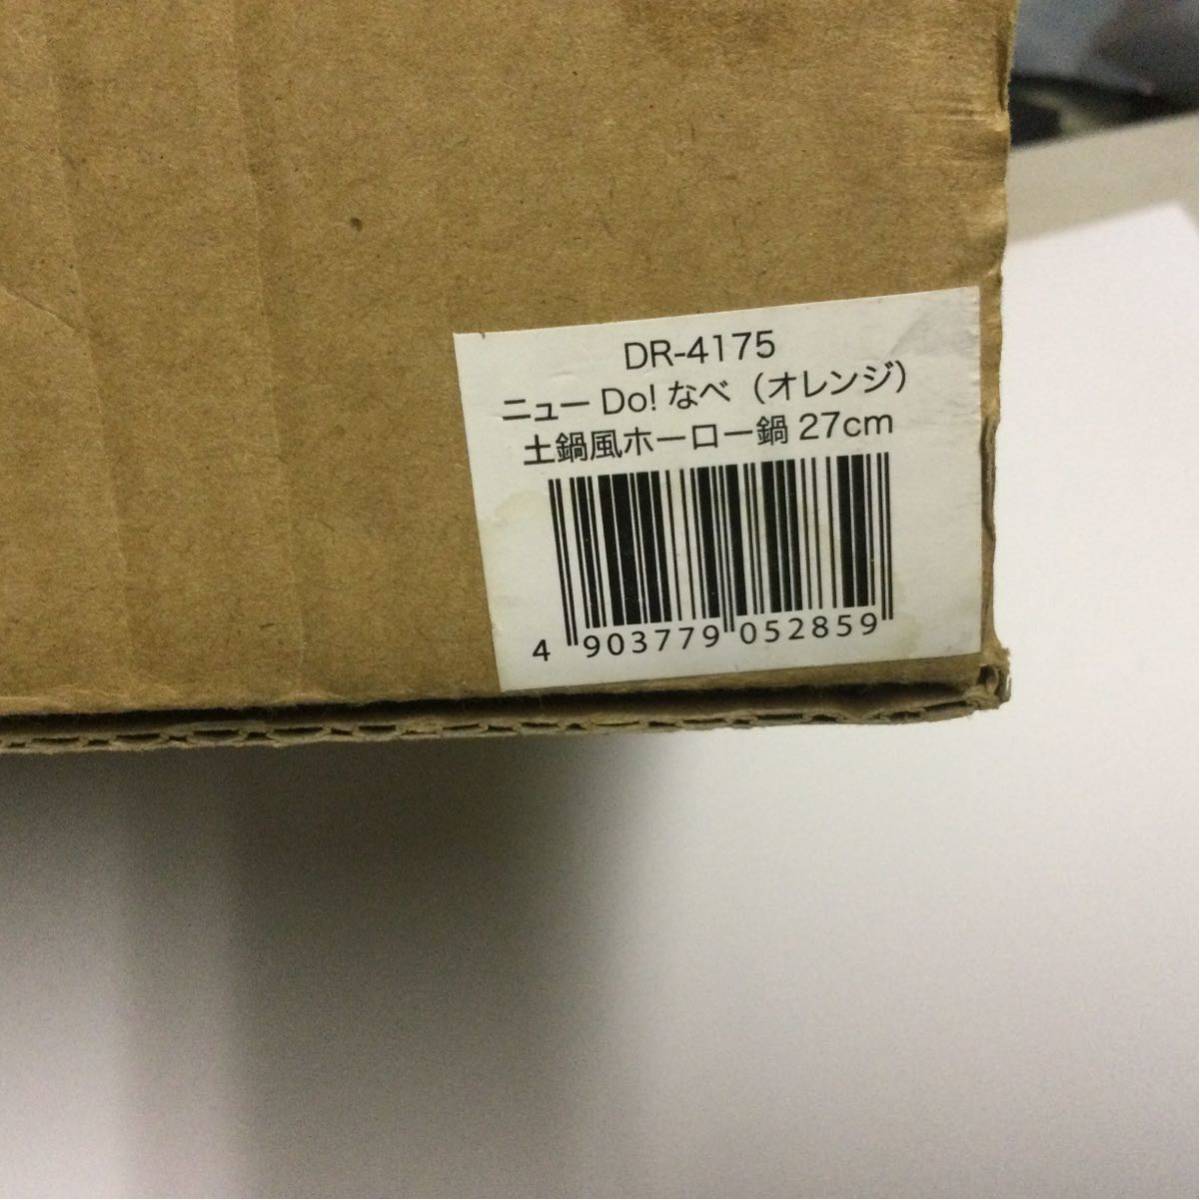 DR-4175
ニュー Do! なべ（オレンジ）
土鍋風ホーロー鍋 27cm
4 903779 052859